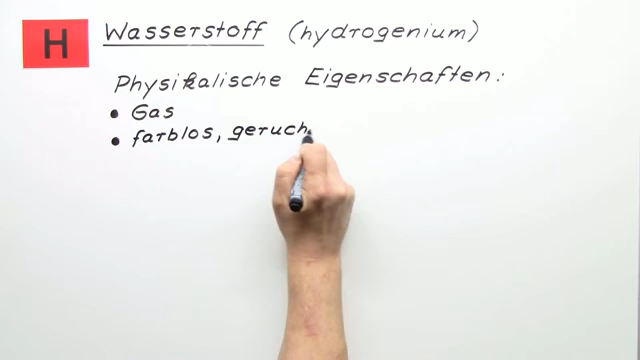 H Wasserstoff (hydrogenium)
Physikalische Eigenschaften:
• Gas
• farblos, geruch